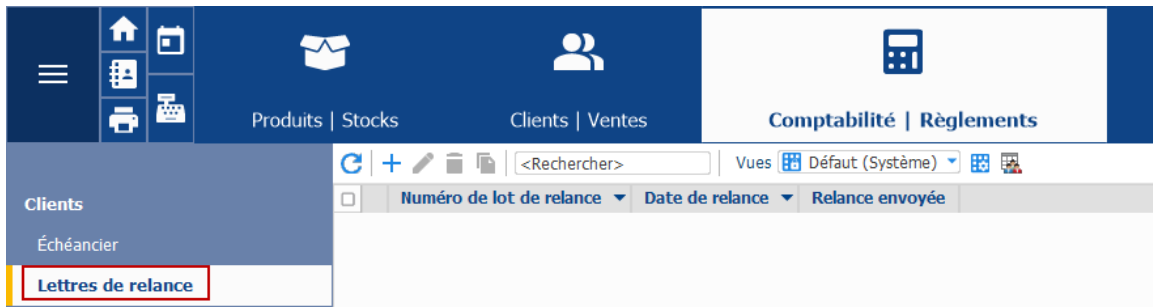 Produits | Stocks
Clients | Ventes
Comptabilité | Règlements
<Rechercher>
Vues
Défaut (Système)
Clients
Numéro de lot de relance
Date de relance
Relance envoyée
Échéancier
Lettres de relance